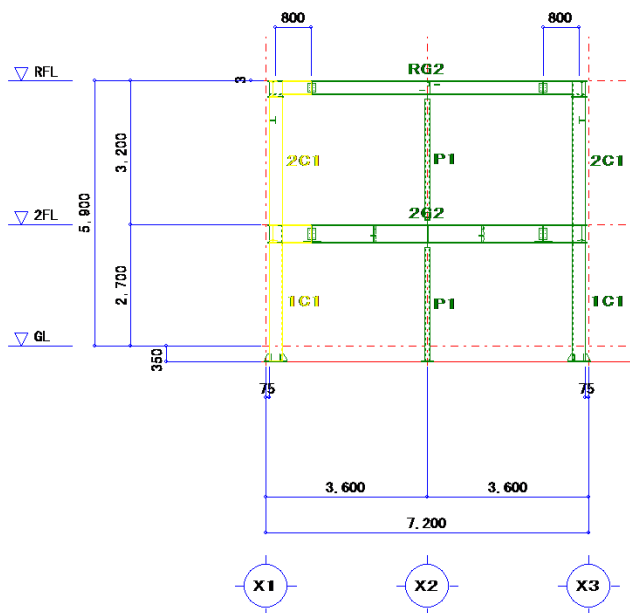 800
800
RFL
RG2
3
3,200
2C1
P1
2C1
5,900
2FL
2G2
2,700
1C1
P1
1C1
GL
350
75
75
3,600
3,600
7,200
X1
X2
X3